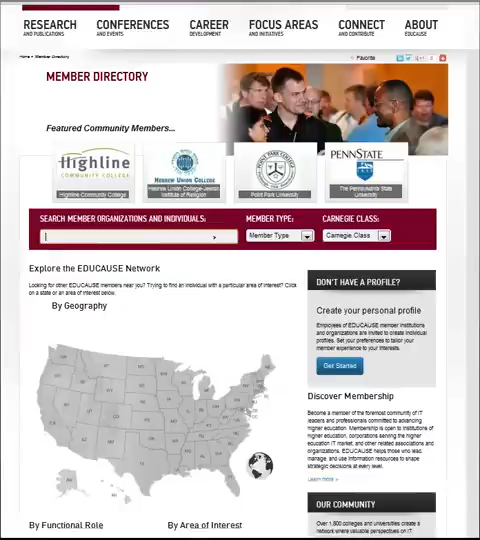 RESEARCH
AND PUBLICATIONS
CONFERENCES
AND EVENTS
CAREER
DEVELOPMENT
FOCUS AREAS
AND INITIATIVES
CONNECT
AND CONTRIBUTE
ABOUT
EDUCAUSE
Home » Member Directory
Favorite
MEMBER DIRECTORY
Featured Community Members...
Highline
COMMUNITY COLLEGE
Highline Community College
HEBREW UNION COLLEGE
Hebrew Union College-Jewish
Institute of Religion
Point Park University
PENNSTATE
The Pennsylvania State
University
SEARCH MEMBER ORGANIZATIONS AND INDIVIDUALS:
MEMBER TYPE:
Member Type
CARNEGIE CLASS:
Carnegie Class
Explore the EDUCAUSE Network
Looking for other EDUCAUSE members near you? Trying to find an individual with a particular area of interest? Click
on a state or an area of interest below.
By Geography
By Functional Role
By Area of Interest
DON'T HAVE A PROFILE?
Create your personal profile
Employees of EDUCAUSE member institutions
and organizations are invited to create individual
profiles. Set your preferences to tailor your
member experience to your interests.
Get Started
Discover Membership
Become a member of the foremost community of IT
leaders and professionals committed to advancing
higher education. Membership is open to institutions of
higher education, corporations serving the higher
education IT market, and other related associations and
organizations. EDUCAUSE helps those who lead,
manage, and use information resources to shape
strategic decisions at every level.
Learn more »
OUR COMMUNITY
Over 1,800 colleges and universities create a
network where valuable perspectives on IT